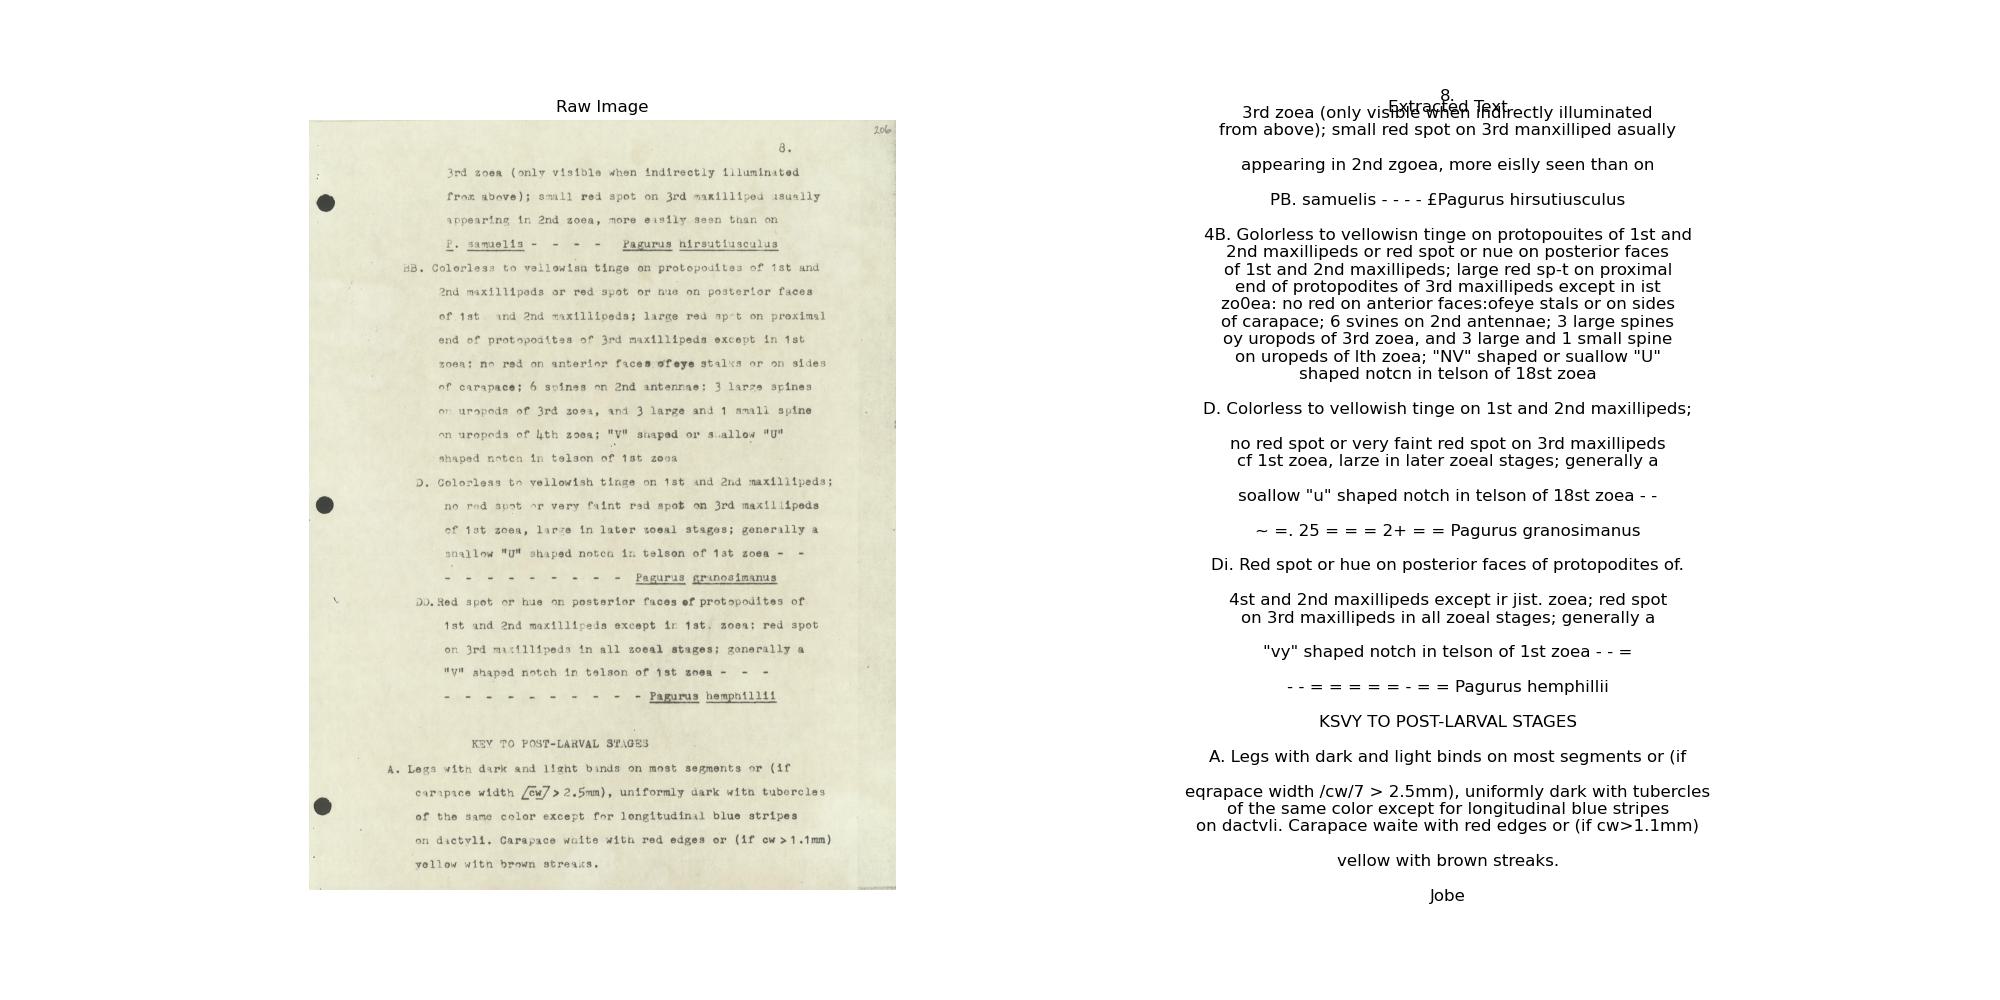 Raw Image
206
8.
3rd zoea (only visible when indirectly illuminated
from above); small red spot on 3rd maxilliped usually
appearing in 2nd zoea, more easily seen than on
P. samuelis - - - - Pagurus hirsutiusculus
BB. Colorless to vellowisn tinge on protopodites of 1st and
2nd maxillipeds or red spot or nue on posterior faces
of 1st and 2nd maxillipeds; large red sp t on proximal
end of protopodites of 3rd maxillipeds except in 1st
zoea; no red on anterior faces ofeye stalks or on sides
of carapace; 6 spines on 2nd antennae; 3 large spines
on uropods of 3rd zoea, and 3 large and 1 small spine
on uropods of 4th zoea; "V" shaped or shallow "U"
shaped notcn in telson of 1st zoea
D. Colorless to vellowish tinge on 1st and 2nd maxillipeds;
no red spot or very faint red spot on 3rd maxillipeds
of 1st zoea, large in later zoeal stages; generally a
snallow "U" shaped notch in telson of 1st zoea - -
- - - - - - - - - Pagurus granosimanus
DD. Red spot or hue on posterior faces of protopodites of
1st and 2nd maxillipeds except in 1st. zoea; red spot
on 3rd maxillipeds in all zoeal stages; generally a
"V" shaped notch in telson of 1st zoea - - -
- - - - - - - - - - Pagurus hemphillii
KEY TO POST-LARVAL STAGES
A. Legs with dark and light bands on most segments or (if
carapace width /cw/ > 2.5mm), uniformly dark with tubercles
of the same color except for longitudinal blue stripes
on dactvli. Carapace wnite with red edges or (if cw > 1.1mm)
yellow with brown streaks.
8.
Extracted Text
3rd zoea (only visible when indirectly illuminated
from above); small red spot on 3rd manxilliped asually
appearing in 2nd zgoea, more eislly seen than on
PB. samuelis - - - - £Pagurus hirsutiusculus
4B. Golorless to vellowisn tinge on protopouites of 1st and
2nd maxillipeds or red spot or nue on posterior faces
of 1st and 2nd maxillipeds; large red sp-t on proximal
end of protopodites of 3rd maxillipeds except in ist
zo0ea: no red on anterior faces:ofeye stals or on sides
of carapace; 6 svines on 2nd antennae; 3 large spines
oy uropods of 3rd zoea, and 3 large and 1 small spine
on uropeds of lth zoea; "NV" shaped or suallow "U"
shaped notcn in telson of 18st zoea
D. Colorless to vellowish tinge on 1st and 2nd maxillipeds;
no red spot or very faint red spot on 3rd maxillipeds
cf 1st zoea, larze in later zoeal stages; generally a
soallow "u" shaped notch in telson of 18st zoea - -
~ =. 25 = = = 2+ = = Pagurus granosimanus
Di. Red spot or hue on posterior faces of protopodites of.
4st and 2nd maxillipeds except ir jist. zoea; red spot
on 3rd maxillipeds in all zoeal stages; generally a
"vy" shaped notch in telson of 1st zoea - - =
- - = = = = = - = = Pagurus hemphillii
KSVY TO POST-LARVAL STAGES
A. Legs with dark and light binds on most segments or (if
eqrapace width /cw/7 > 2.5mm), uniformly dark with tubercles
of the same color except for longitudinal blue stripes
on dactvli. Carapace waite with red edges or (if cw>1.1mm)
vellow with brown streaks.
Jobe